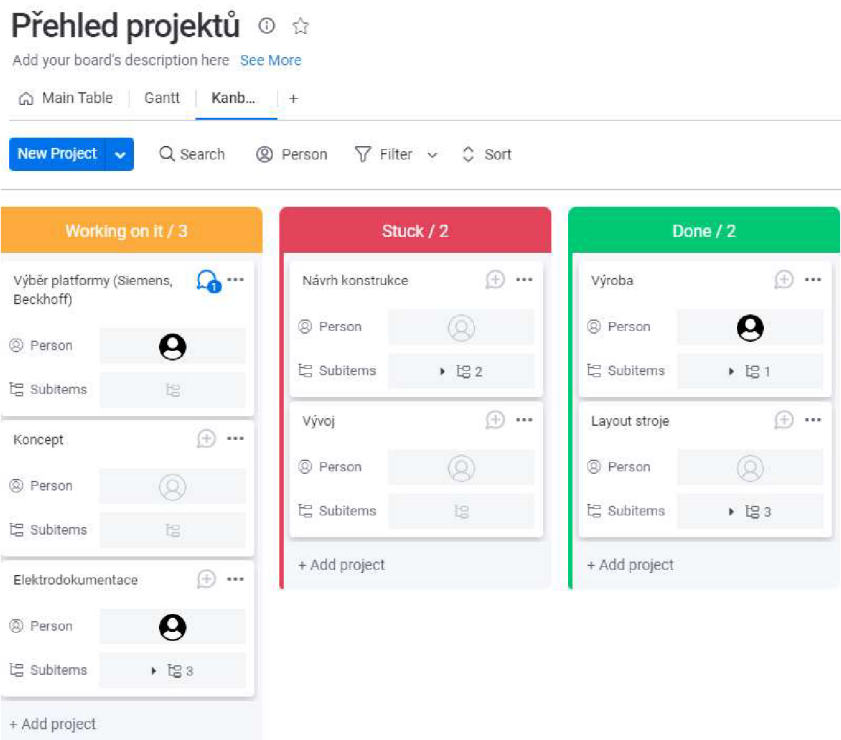 Přehled projektů
Add your board's description here See More
Main Table Gantt Kanb... +
New Project Search Person Filter Sort
Working on it / 3
Výběr platformy (Siemens,
Beckhoff)
1
Person
Subitems
Koncept
Person
Subitems
Elektrodokumentace
Person
Subitems 3
+ Add project
Stuck / 2
Návrh konstrukce
Person
Subitems 2
Vývoj
Person
Subitems
+ Add project
Done / 2
Výroba
Person
Subitems 1
Layout stroje
Person
Subitems 3
+ Add project